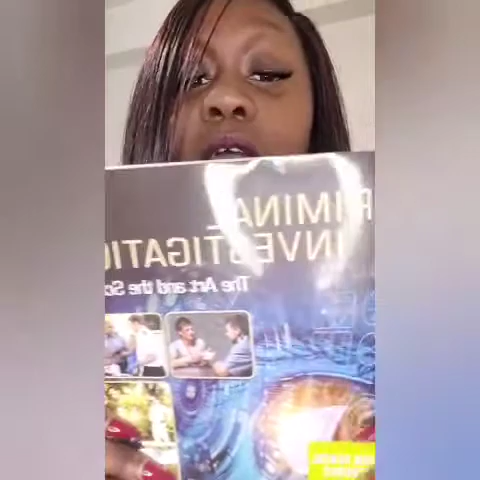 RIMINAL
INVESTIGATI
The Art and the Sc